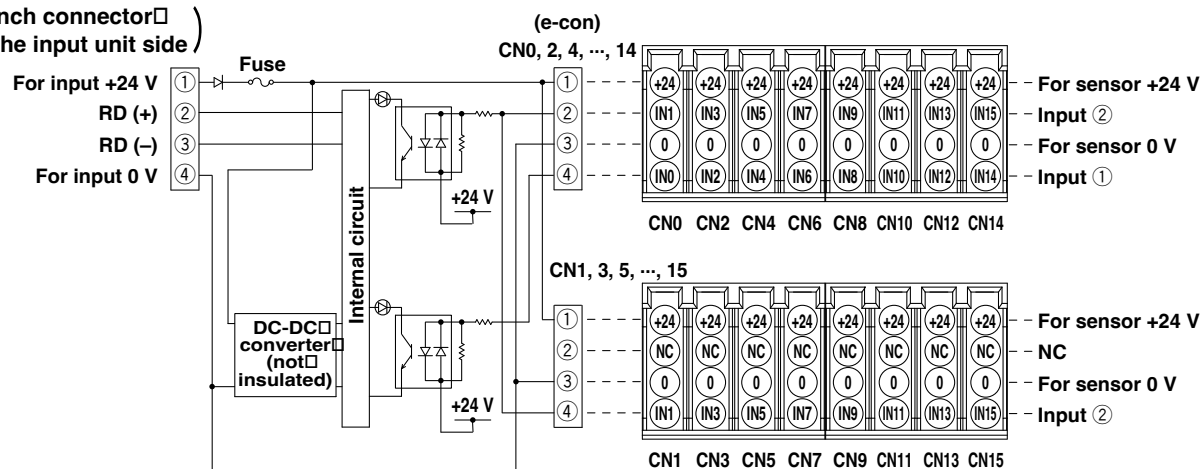 nch connector
he input unit side
For input +24 V ①
RD (+) ②
RD (–) ③
For input 0 V ④
Fuse
Internal circuit
DC-DC
converter
(not
insulated)
+24 V
+24 V
(e-con)
CN0, 2, 4, ···, 14
①
②
③
④
+24 +24 +24 +24 +24 +24 +24 +24 For sensor +24 V
IN1 IN3 IN5 IN7 IN9 IN11 IN13 IN15 Input ②
0 0 0 0 0 0 0 0 For sensor 0 V
IN0 IN2 IN4 IN6 IN8 IN10 IN12 IN14 Input ①
CN0 CN2 CN4 CN6 CN8 CN10 CN12 CN14
CN1, 3, 5, ···, 15
①
②
③
④
+24 +24 +24 +24 +24 +24 +24 +24 For sensor +24 V
NC NC NC NC NC NC NC NC NC
0 0 0 0 0 0 0 0 For sensor 0 V
IN1 IN3 IN5 IN7 IN9 IN11 IN13 IN15 Input ②
CN1 CN3 CN5 CN7 CN9 CN11 CN13 CN15